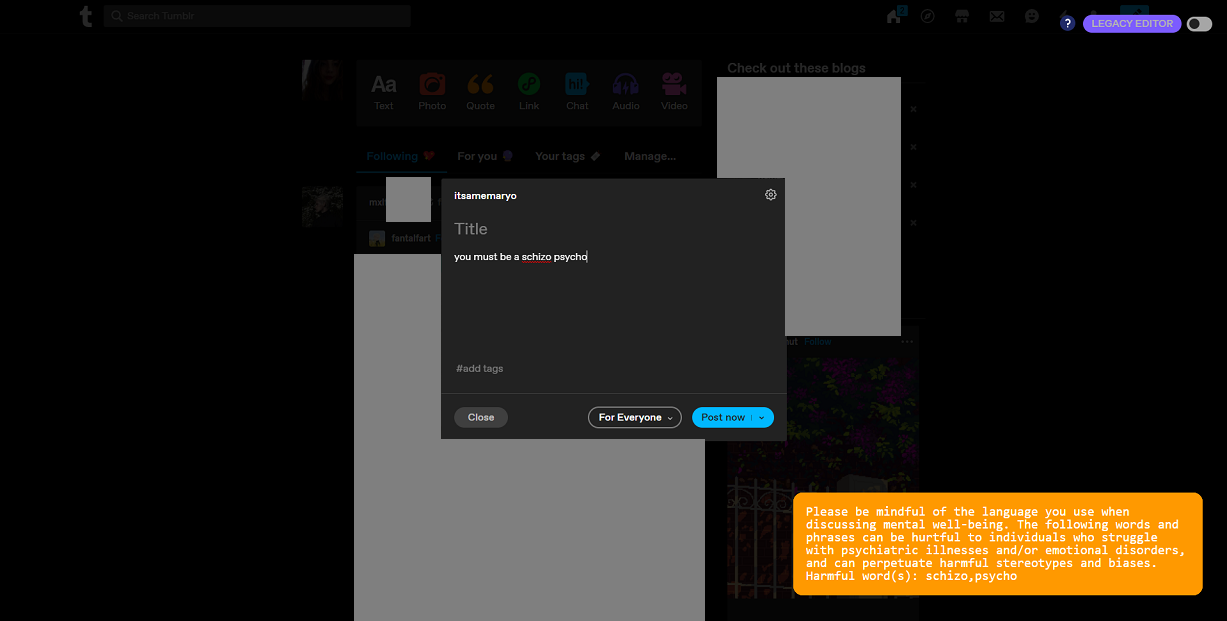 t
Search Tumblr
2
?
LEGACY EDITOR
Check out these blogs
Aa
hi!
Text
Photo
Quote
Link
Chat
Audio
Video
Following
For you
Your tags
Manage...
itsamemaryo
Title
fantalfart
you must be a schizo psycho
Follow
#add tags
Close
For Everyone
Post now
Please be mindful of the language you use when
discussing mental well-being. The following words and
phrases can be hurtful to individuals who struggle
with psychiatric illnesses and/or emotional disorders,
and can perpetuate harmful stereotypes and biases.
Harmful word(s): schizo,psycho